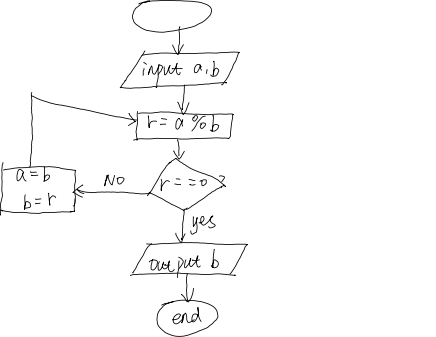 input a,b
r = a % b
r == 0 ?
NO
a = b
b = r
yes
output b
end